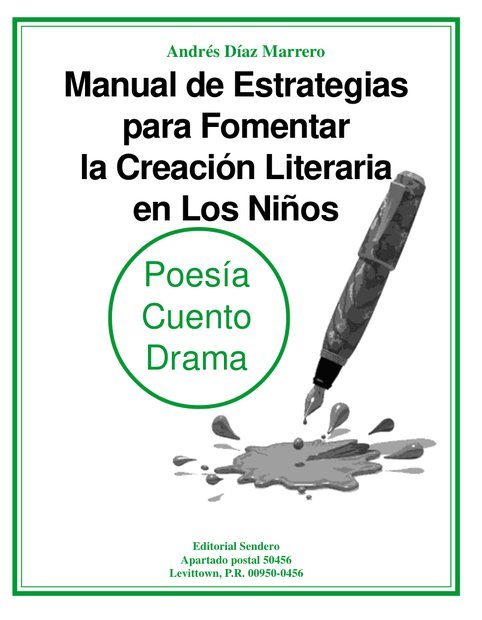 Andrés Díaz Marrero
Manual de Estrategias
para Fomentar
la Creación Literaria
en Los Niños
Poesía
Cuento
Drama
Editorial Sendero
Apartado postal 50456
Levittown, P.R. 00950-0456